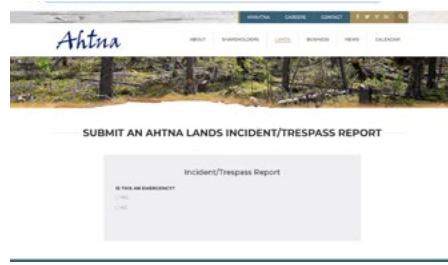 MYAHTNA CAREERS CONTACT
Ahtna
ABOUT SHAREHOLDERS LANDS BUSINESS NEWS CALENDAR
SUBMIT AN AHTNA LANDS INCIDENT/TRESPASS REPORT
Incident/Trespass Report
IS THIS AN EMERGENCY?
YES
NO